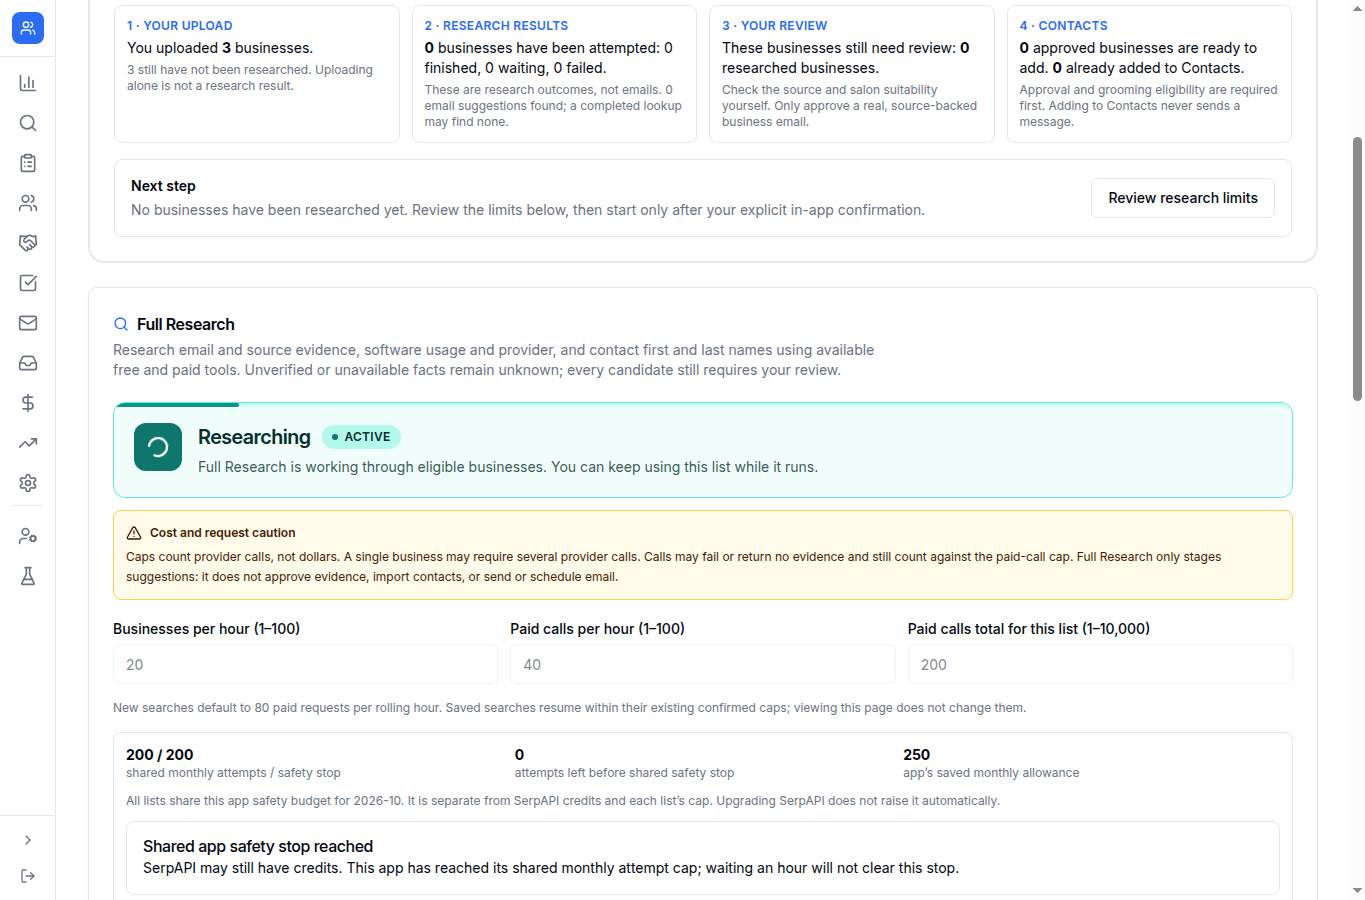 1 · YOUR UPLOAD
You uploaded 3 businesses.
3 still have not been researched. Uploading
alone is not a research result.
2 · RESEARCH RESULTS
0 businesses have been attempted: 0
finished, 0 waiting, 0 failed.
These are research outcomes, not emails. 0
email suggestions found; a completed lookup
may find none.
3 · YOUR REVIEW
These businesses still need review: 0
researched businesses.
Check the source and salon suitability
yourself. Only approve a real, source-backed
business email.
4 · CONTACTS
0 approved businesses are ready to
add. 0 already added to Contacts.
Approval and grooming eligibility are required
first. Adding to Contacts never sends a
message.
Next step
No businesses have been researched yet. Review the limits below, then start only after your explicit in-app confirmation.
Review research limits
Full Research
Research email and source evidence, software usage and provider, and contact first and last names using available
free and paid tools. Unverified or unavailable facts remain unknown; every candidate still requires your review.
Researching
ACTIVE
Full Research is working through eligible businesses. You can keep using this list while it runs.
Cost and request caution
Caps count provider calls, not dollars. A single business may require several provider calls. Calls may fail or return no evidence and still count against the paid-call cap. Full Research only stages
suggestions: it does not approve evidence, import contacts, or send or schedule email.
Businesses per hour (1–100)
20
Paid calls per hour (1–100)
40
Paid calls total for this list (1–10,000)
200
New searches default to 80 paid requests per rolling hour. Saved searches resume within their existing confirmed caps; viewing this page does not change them.
200 / 200
shared monthly attempts / safety stop
0
attempts left before shared safety stop
250
app’s saved monthly allowance
All lists share this app safety budget for 2026-10. It is separate from SerpAPI credits and each list’s cap. Upgrading SerpAPI does not raise it automatically.
Shared app safety stop reached
SerpAPI may still have credits. This app has reached its shared monthly attempt cap; waiting an hour will not clear this stop.